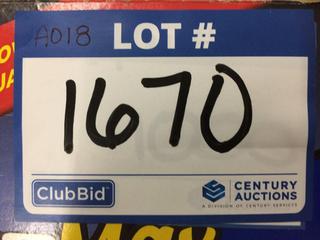 A018 LOT #
1670
ClubBid
CENTURY
AUCTIONS
A DIVISION OF CENTURY SERVICES